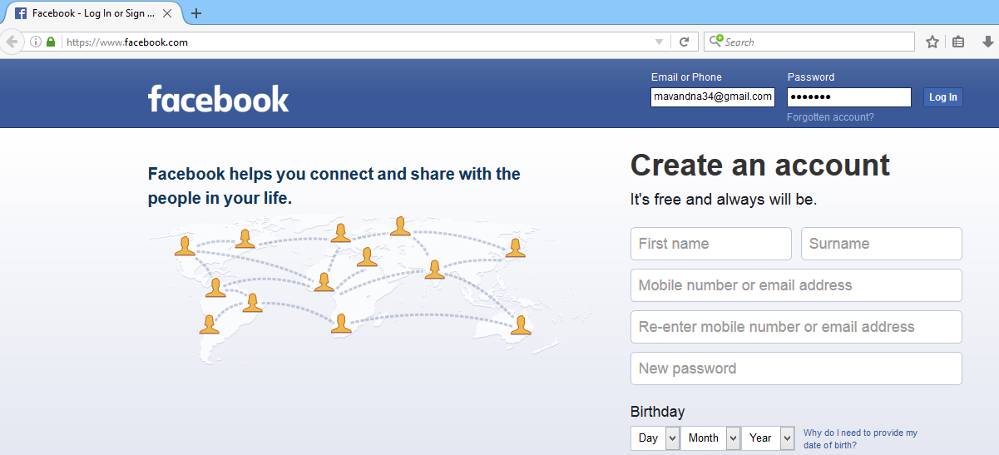 Facebook - Log In or Sign ...
https://www.facebook.com
Search
facebook
Email or Phone
Password
mavandna34@gmail.com
•••••••
Log In
Forgotten account?
Facebook helps you connect and share with the
people in your life.
Create an account
It's free and always will be.
First name
Surname
Mobile number or email address
Re-enter mobile number or email address
New password
Birthday
Day
Month
Year
Why do I need to provide my
date of birth?